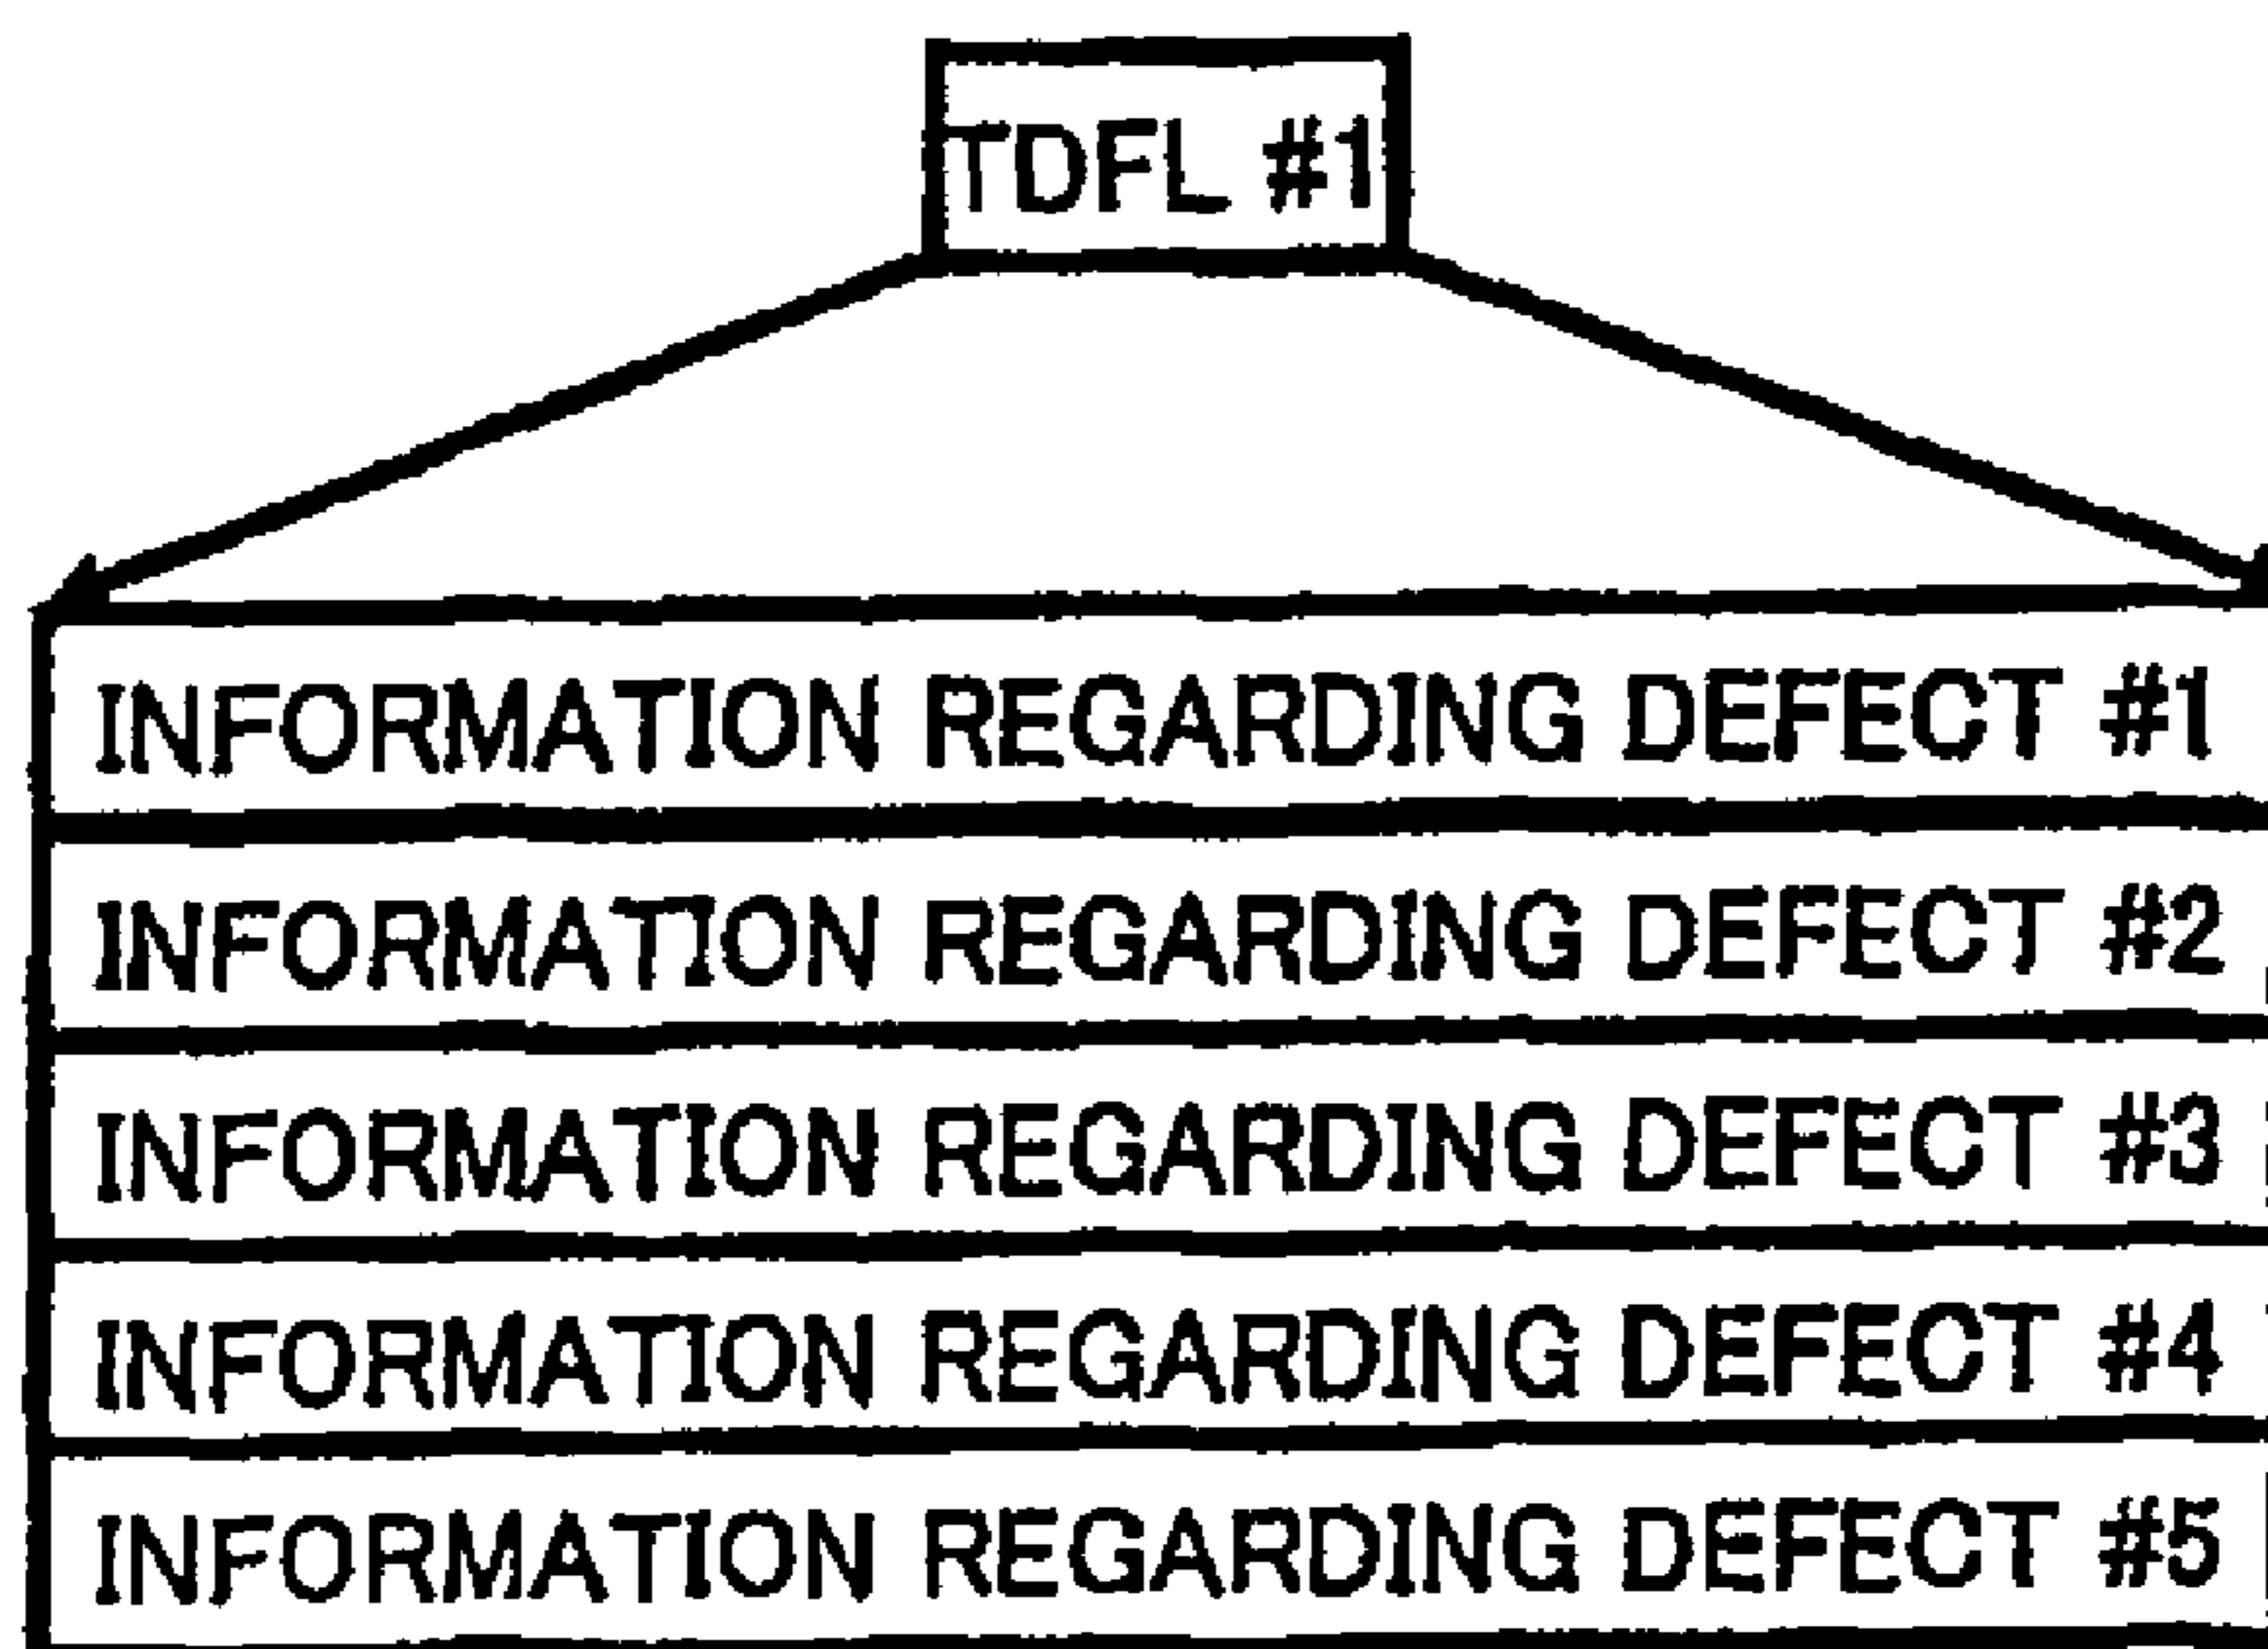 TDFL #1
INFORMATION REGARDING DEFECT #1
INFORMATION REGARDING DEFECT #2
INFORMATION REGARDING DEFECT #3
INFORMATION REGARDING DEFECT #4
INFORMATION REGARDING DEFECT #5